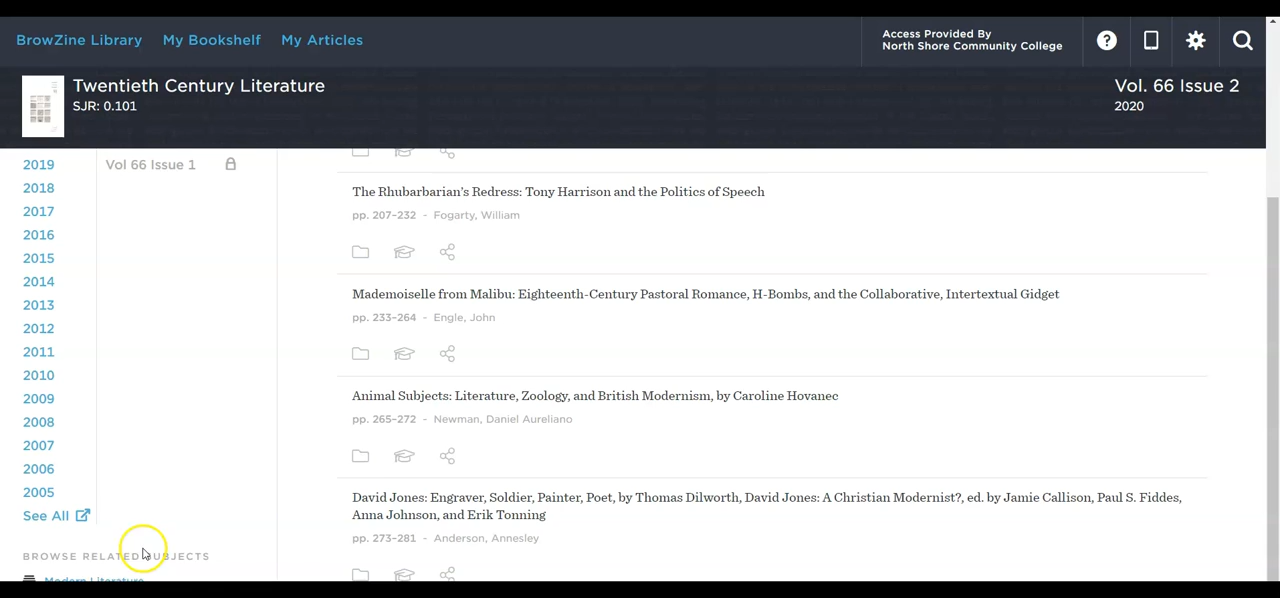 BrowZine Library My Bookshelf My Articles
Access Provided By
North Shore Community College
Twentieth Century Literature
SJR: 0.101
Vol. 66 Issue 2
2020
2019
2018
2017
2016
2015
2014
2013
2012
2011
2010
2009
2008
2007
2006
2005
See All
Vol 66 Issue 1
BROWSE RELATED SUBJECTS
Modern Literature
The Rhubarbarian's Redress: Tony Harrison and the Politics of Speech
pp. 207–232 - Fogarty, William
Mademoiselle from Malibu: Eighteenth-Century Pastoral Romance, H-Bombs, and the Collaborative, Intertextual Gidget
pp. 233–264 - Engle, John
Animal Subjects: Literature, Zoology, and British Modernism, by Caroline Hovanec
pp. 265–272 - Newman, Daniel Aureliano
David Jones: Engraver, Soldier, Painter, Poet, by Thomas Dilworth, David Jones: A Christian Modernist?, ed. by Jamie Callison, Paul S. Fiddes,
Anna Johnson, and Erik Tonning
pp. 273–281 - Anderson, Annesley